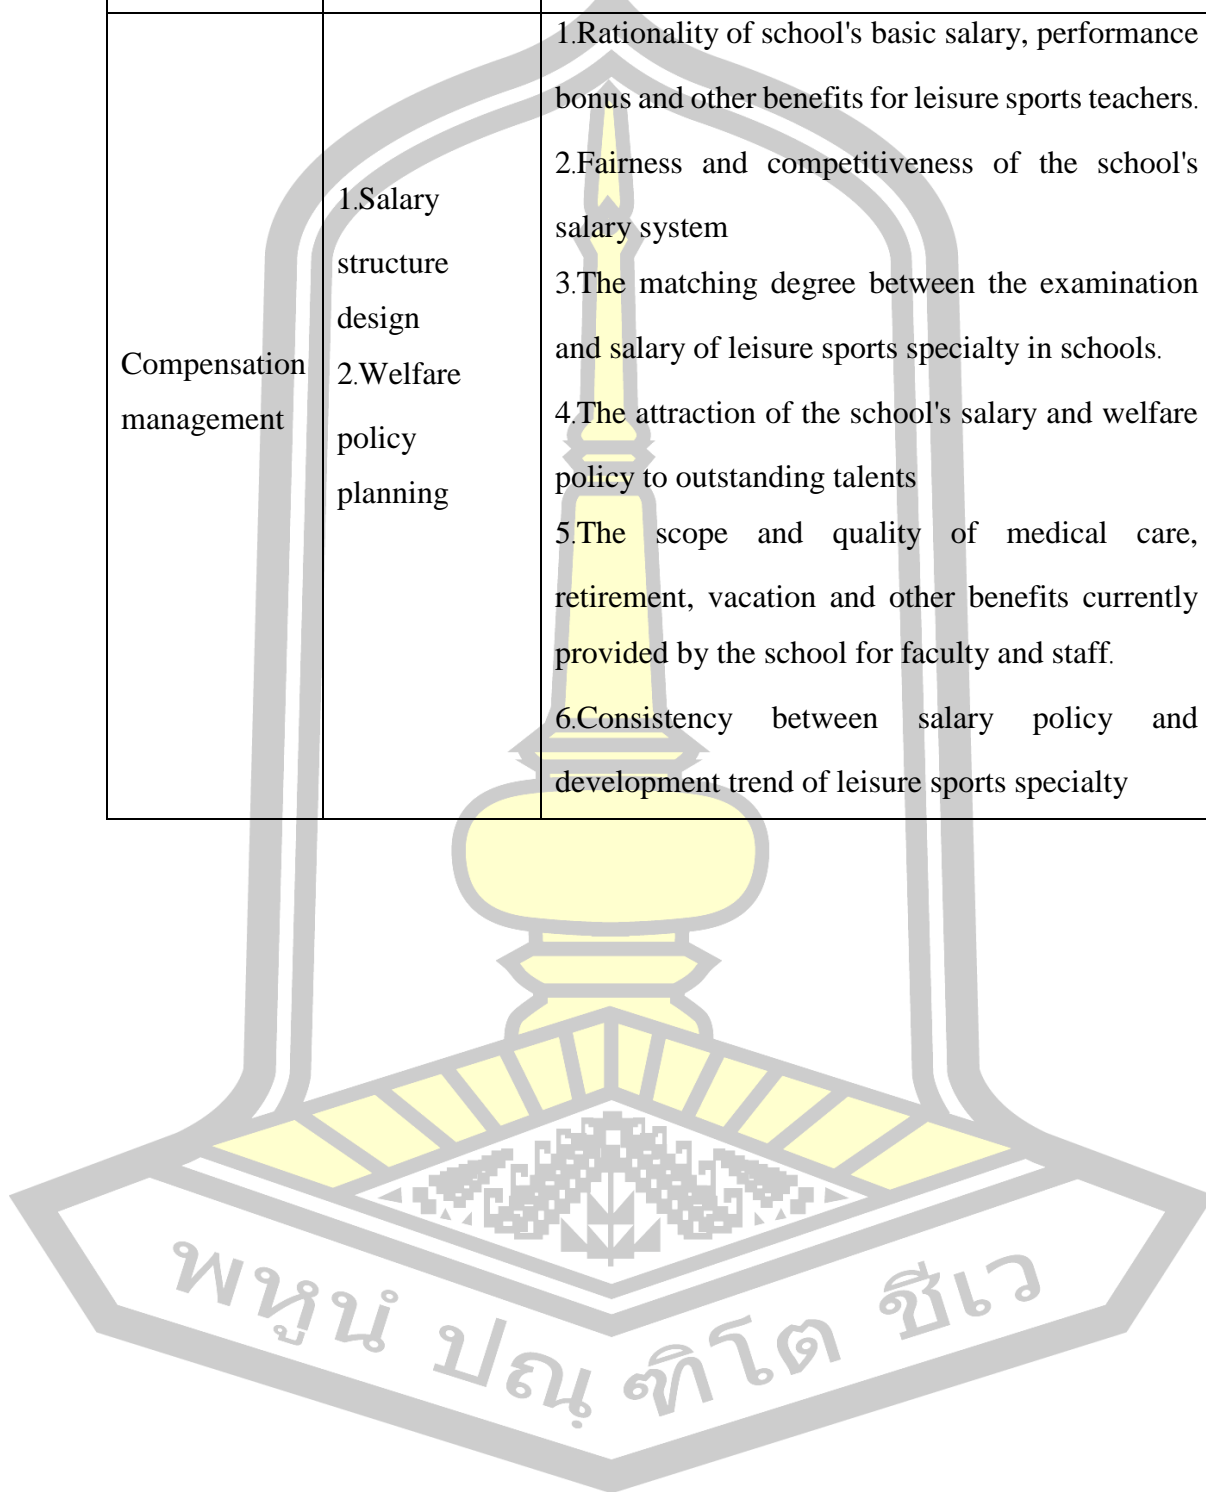 Compensation
management
1.Salary
structure
design
2.Welfare
policy
planning
1.Rationality of school's basic salary, performance
bonus and other benefits for leisure sports teachers.
2.Fairness and competitiveness of the school's
salary system
3.The matching degree between the examination
and salary of leisure sports specialty in schools.
4.The attraction of the school's salary and welfare
policy to outstanding talents
5.The scope and quality of medical care,
retirement, vacation and other benefits currently
provided by the school for faculty and staff.
6.Consistency between salary policy and
development trend of leisure sports specialty
พหูนํ ปณฺฑิโต ชีเว